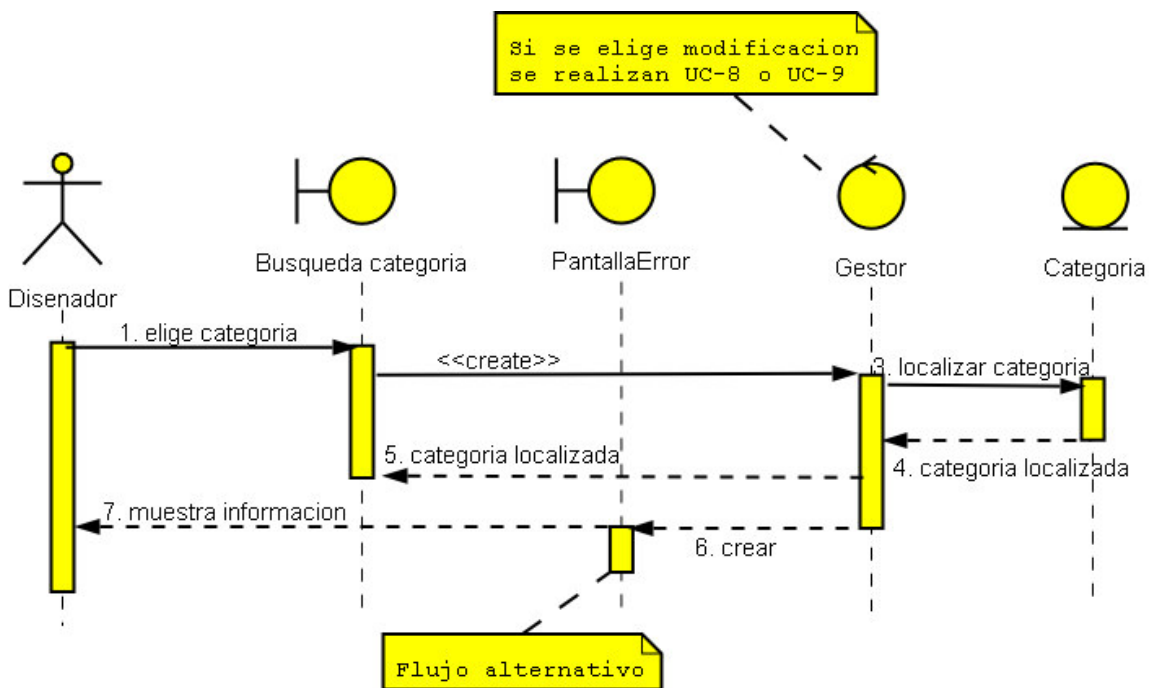 Si se elige modificacion
se realizan UC-8 o UC-9
Disenador
Busqueda categoria
PantallaError
Gestor
Categoria
1. elige categoria
<<create>>
3. localizar categoria
4. categoria localizada
5. categoria localizada
6. crear
7. muestra informacion
Flujo alternativo